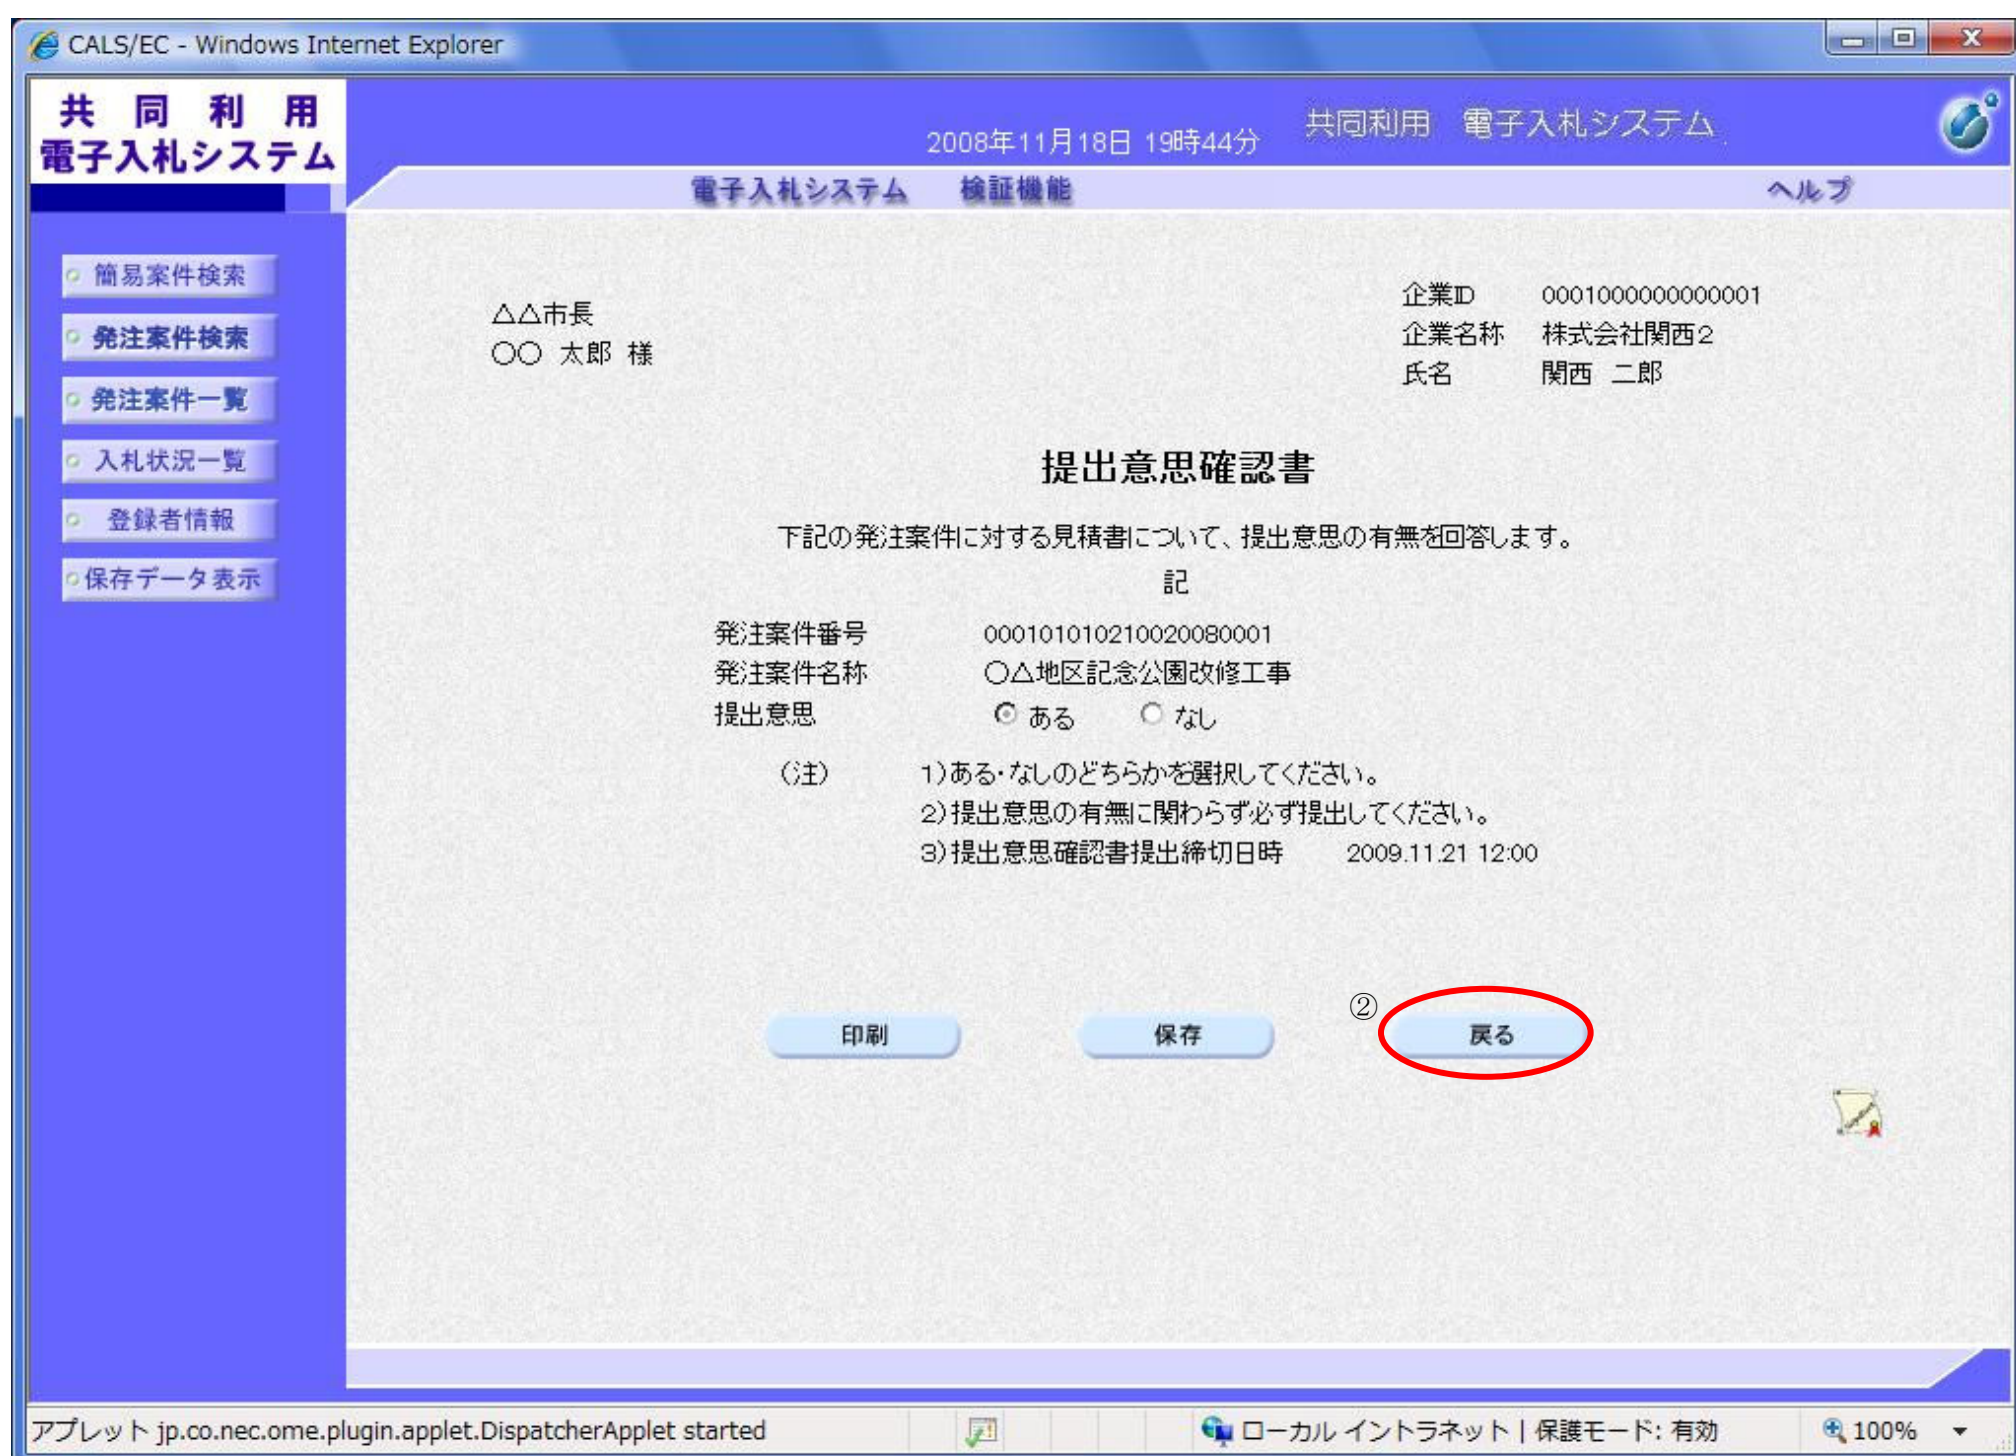 CALS/EC - Windows Internet Explorer
共同利用
電子入札システム
2008年11月18日 19時44分
共同利用 電子入札システム
電子入札システム 検証機能 ヘルプ
簡易案件検索
発注案件検索
発注案件一覧
入札状況一覧
登録者情報
保存データ表示
△△市長
○○ 太郎 様
企業ID 0001000000000001
企業名称 株式会社関西2
氏名 関西 二郎
提出意思確認書
下記の発注案件に対する見積書について、提出意思の有無を回答します。
記
発注案件番号 000101010210020080001
発注案件名称 ○△地区記念公園改修工事
提出意思 ある なし
(注) 1)ある・なしのどちらかを選択してください。
2)提出意思の有無に関わらず必ず提出してください。
3)提出意思確認書提出締切日時 2009.11.21 12:00
②
印刷 保存 戻る
アプレット jp.co.nec.ome.plugin.applet.DispatcherApplet started
ローカル イントラネット | 保護モード: 有効
100%